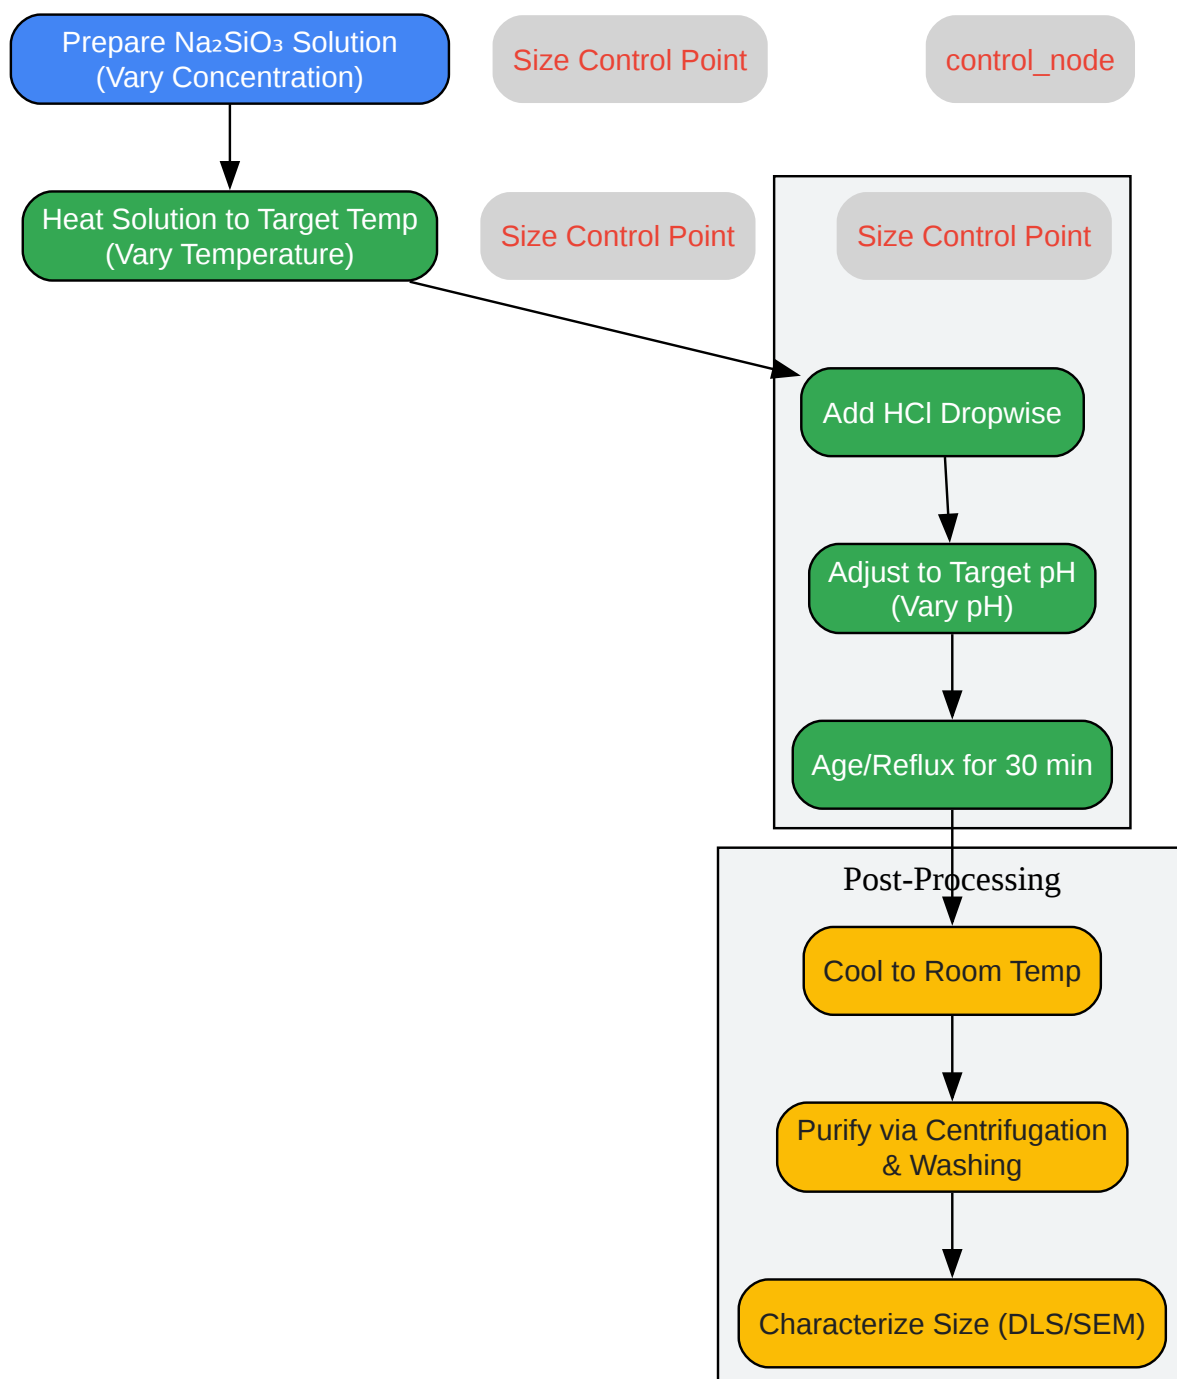 Prepare Na₂SiO₃ Solution
(Vary Concentration)
Size Control Point
control_node
Heat Solution to Target Temp
(Vary Temperature)
Size Control Point
Size Control Point
Add HCl Dropwise
Adjust to Target pH
(Vary pH)
Age/Reflux for 30 min
Post-Processing
Cool to Room Temp
Purify via Centrifugation
& Washing
Characterize Size (DLS/SEM)